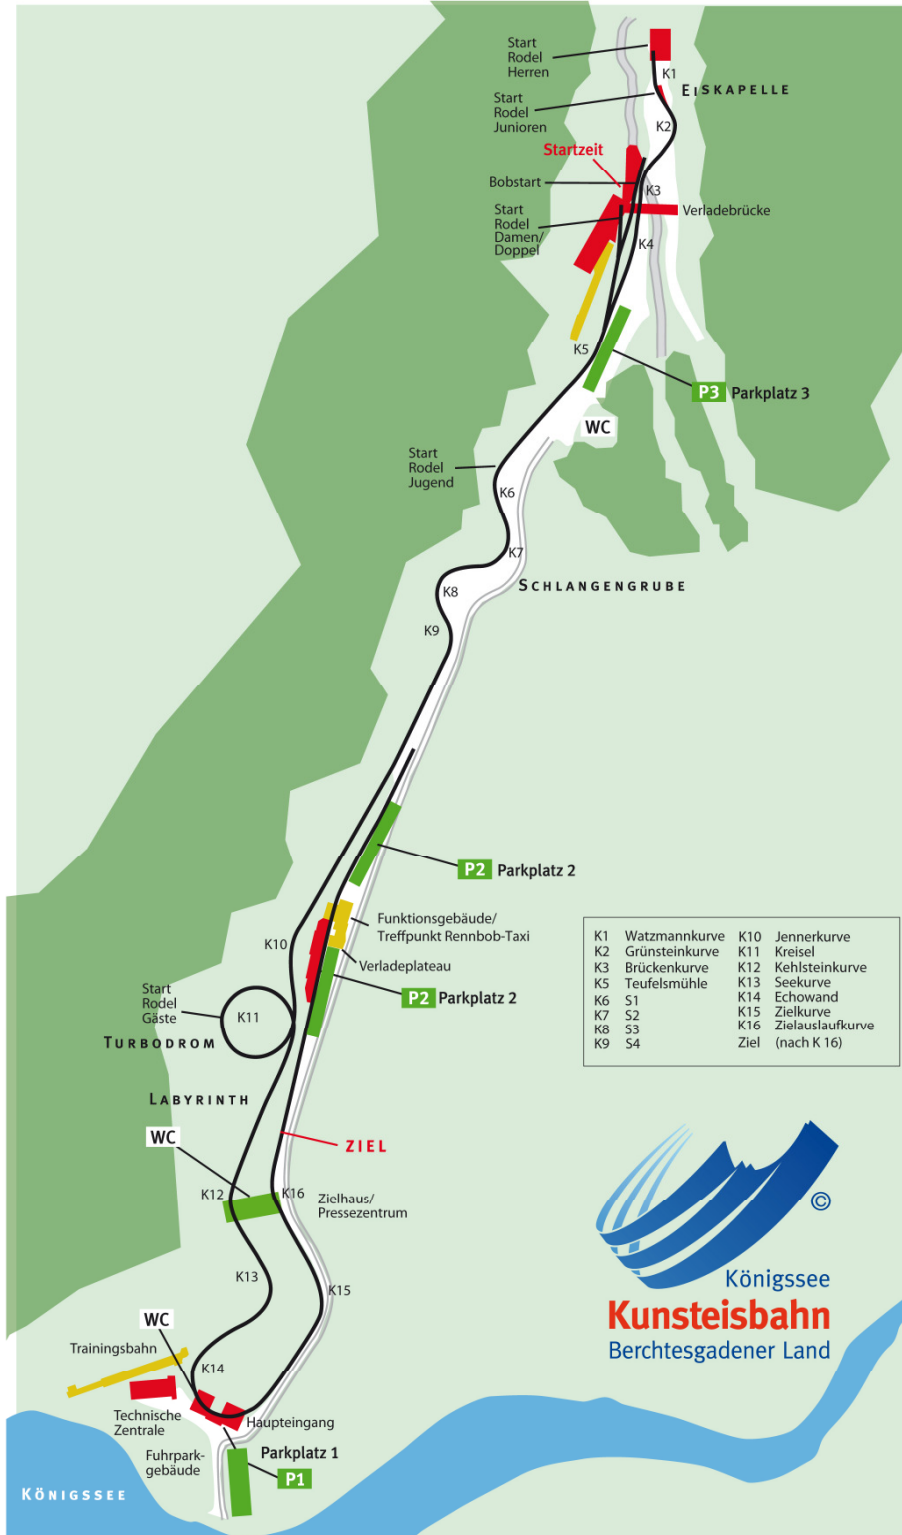 Start
Rodel
Herren
K1
EISKAPELLE
Start
Rodel
Junioren
K2
Startzeit
Bobstart
K3
Start
Rodel
Damen/
Doppel
Verladebrücke
K4
K5
P3 Parkplatz 3
WC
Start
Rodel
Jugend
K6
K7
SCHLANGENGRUBE
K8
K9
P2 Parkplatz 2
Funktionsgebäude/
Treffpunkt Rennbob-Taxi
K10
Verladeplateau
Start
Rodel
Gäste
P2 Parkplatz 2
K11
TURBODROM
LABYRINTH
WC
ZIEL
K12
K16
Zielhaus/
Pressezentrum
K13
K15
WC
Trainingsbahn
K14
Technische
Zentrale
Haupteingang
Fuhrpark-
gebäude
Parkplatz 1
P1
KÖNIGSSEE
K1 Watzmannkurve
K2 Grünsteinkurve
K3 Brückenkurve
K5 Teufelsmühle
K6 S1
K7 S2
K8 S3
K9 S4
K10 Jennerkurve
K11 Kreisel
K12 Kehlsteinkurve
K13 Seekurve
K14 Echowand
K15 Zielkurve
K16 Zielauslaufkurve
Ziel (nach K 16)
©
Königssee
Kunsteisbahn
Berchtesgadener Land